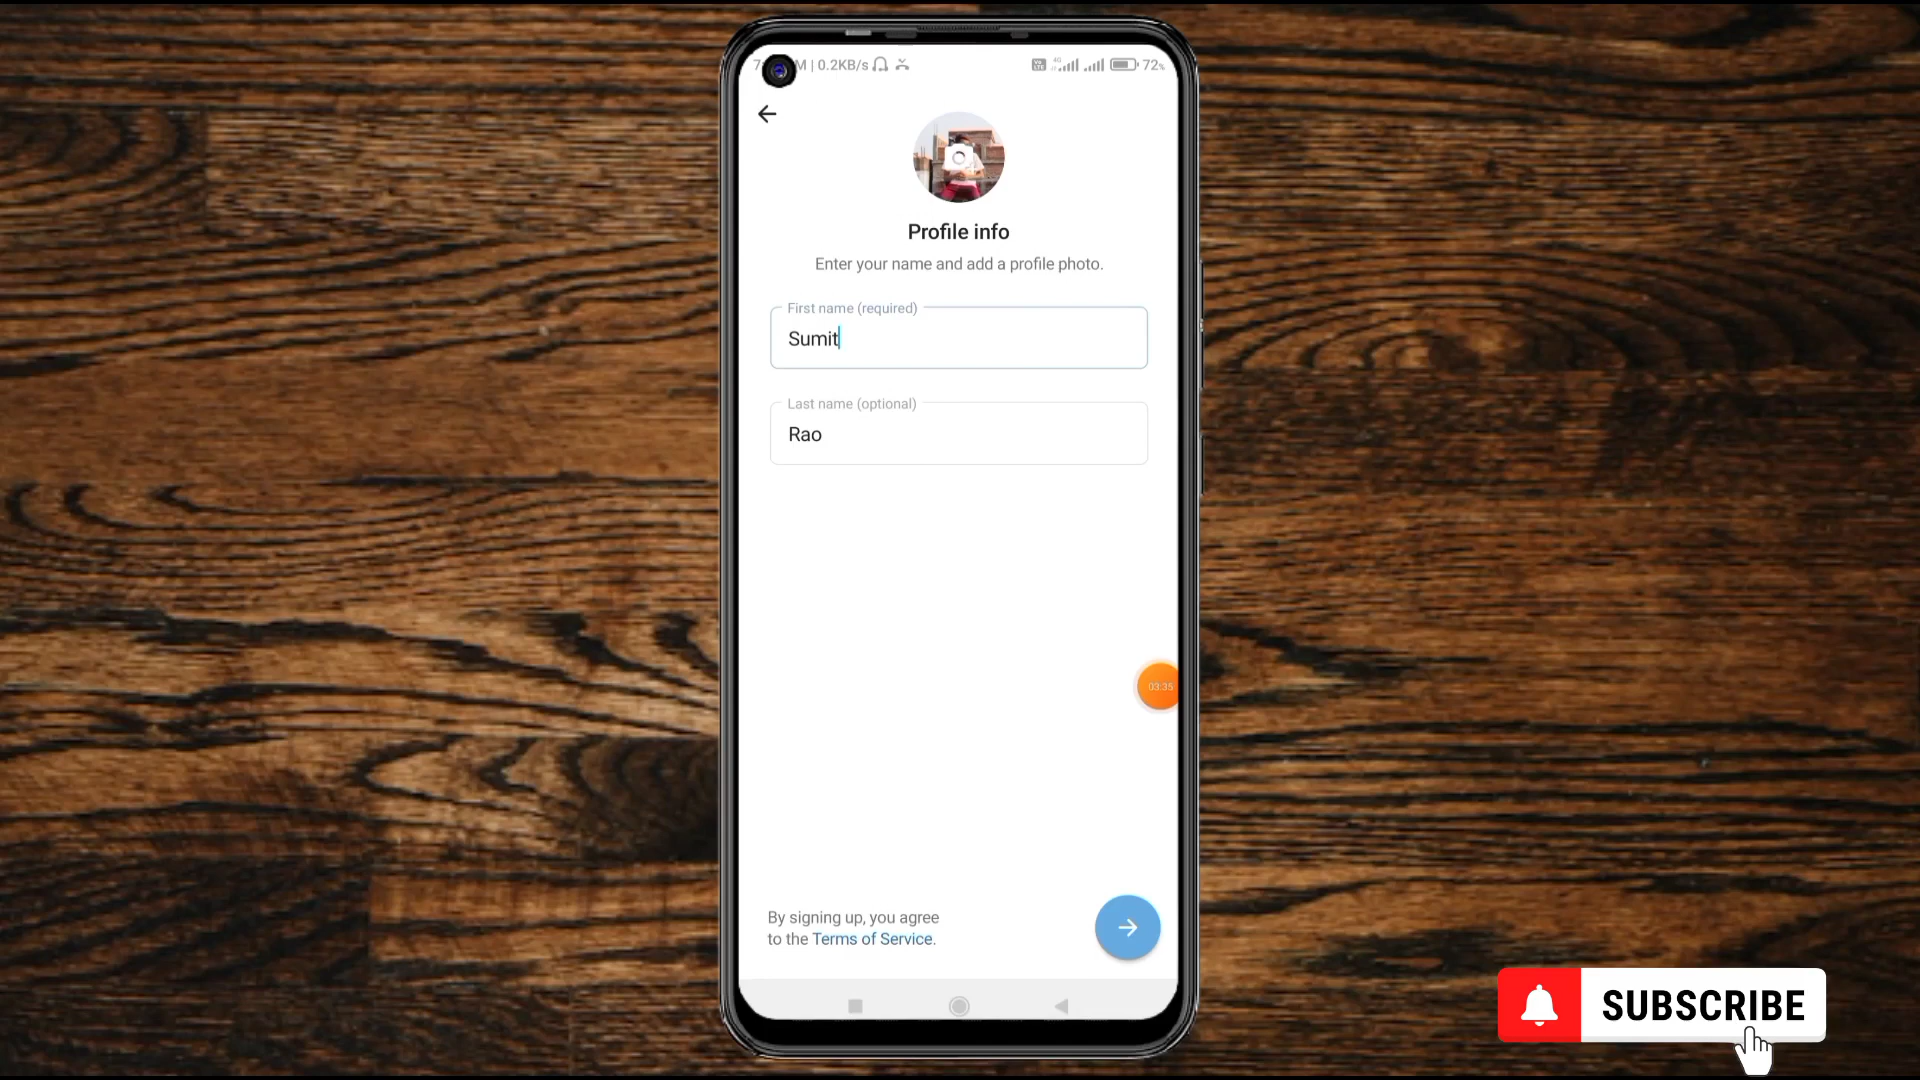 M | 0.2KB/s 4G 72%
Profile info
Enter your name and add a profile photo.
First name (required)
Sumit
Last name (optional)
Rao
03:35
By signing up, you agree
to the Terms of Service.
SUBSCRIBE